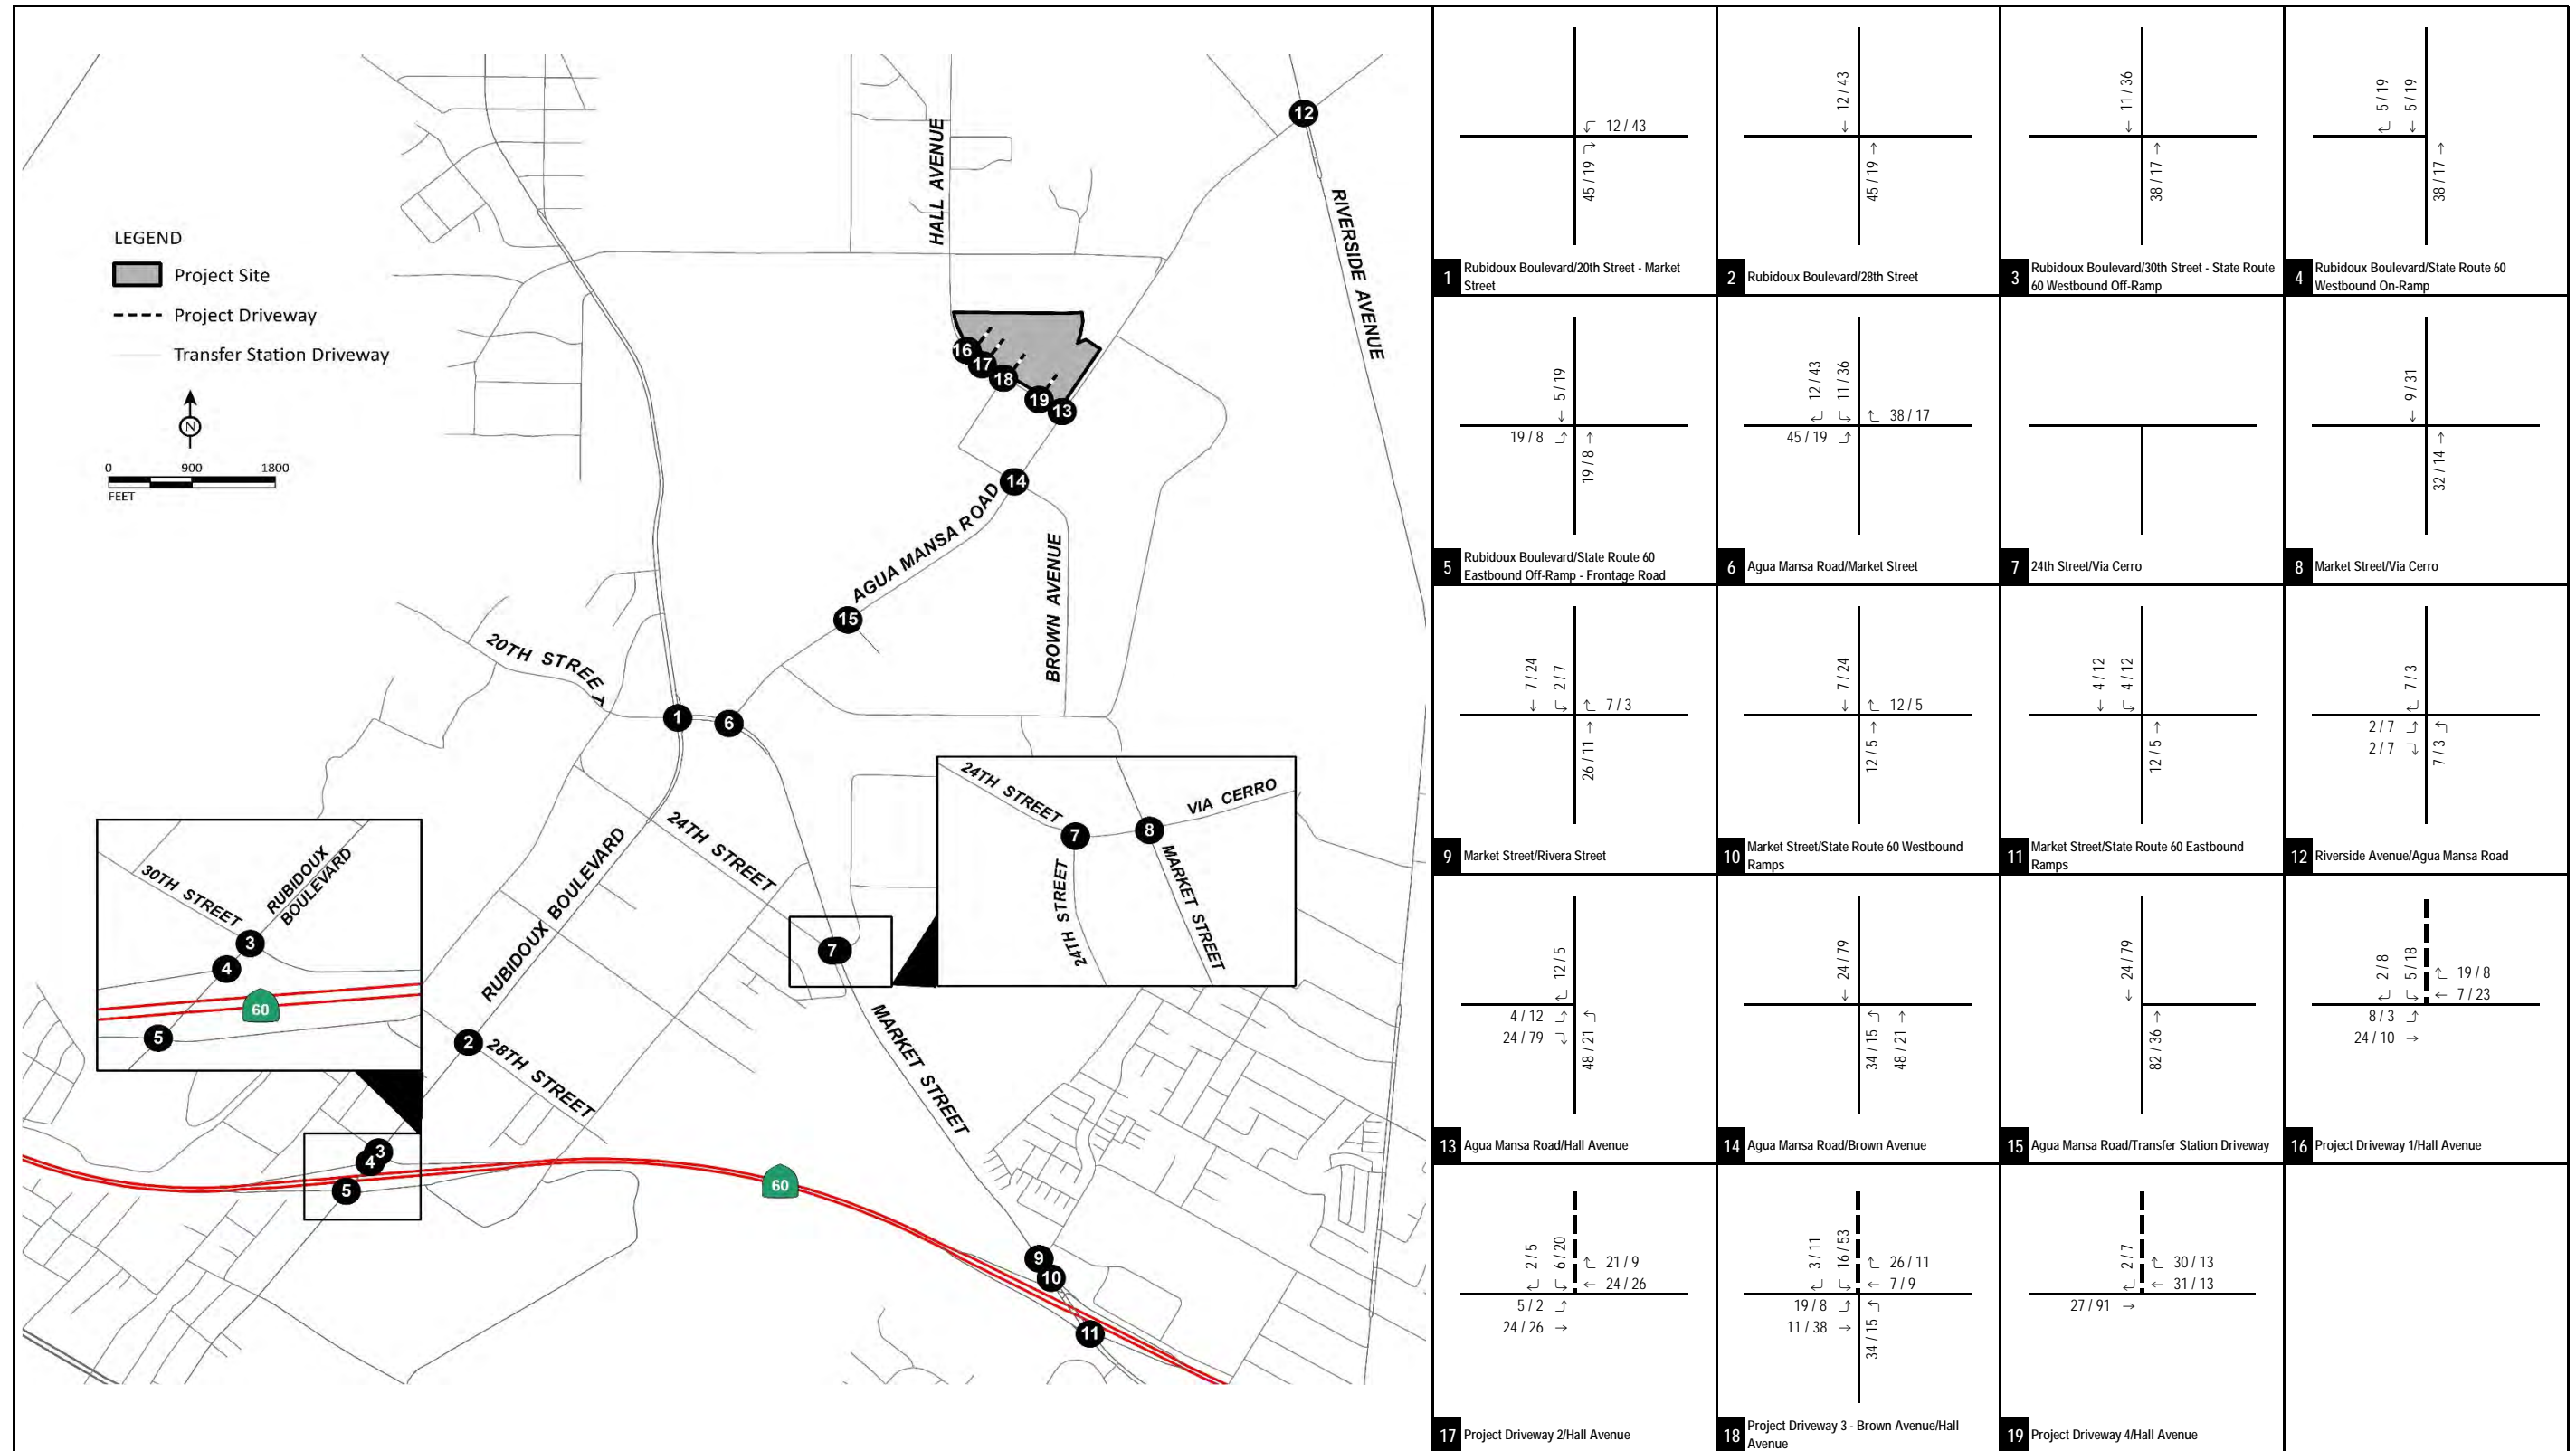 LEGEND
Project Site
Project Driveway
Transfer Station Driveway
N
0 900 1800
FEET
HALL AVENUE
RIVERSIDE AVENUE
12
16
17
18
19
13
14
AGUA MANSA ROAD
15
BROWN AVENUE
20TH STREET
1
6
24TH STREET
RUBIDOUX BOULEVARD
7
MARKET STREET
2
28TH STREET
3
4
5
60
9
10
11
30TH STREET
RUBIDOUX
BOULEVARD
3
4
60
5
24TH STREET
7
8
VIA CERRO
24TH STREET
MARKET STREET
12 / 43
45 / 19
1 Rubidoux Boulevard/20th Street - Market
Street
12 / 43
45 / 19
2 Rubidoux Boulevard/28th Street
11 / 36
38 / 17
3 Rubidoux Boulevard/30th Street - State Route
60 Westbound Off-Ramp
5 / 19
5 / 19
38 / 17
4 Rubidoux Boulevard/State Route 60
Westbound On-Ramp
5 / 19
19 / 8
19 / 8
5 Rubidoux Boulevard/State Route 60
Eastbound Off-Ramp - Frontage Road
12 / 43
11 / 36
38 / 17
45 / 19
6 Agua Mansa Road/Market Street
7 24th Street/Via Cerro
9 / 31
32 / 14
8 Market Street/Via Cerro
7 / 24
2 / 7
7 / 3
26 / 11
9 Market Street/Rivera Street
7 / 24
12 / 5
12 / 5
10 Market Street/State Route 60 Westbound
Ramps
4 / 12
4 / 12
12 / 5
11 Market Street/State Route 60 Eastbound
Ramps
7 / 3
2 / 7
2 / 7
7 / 3
12 Riverside Avenue/Agua Mansa Road
12 / 5
4 / 12
24 / 79
48 / 21
13 Agua Mansa Road/Hall Avenue
24 / 79
34 / 15
48 / 21
14 Agua Mansa Road/Brown Avenue
24 / 79
82 / 36
15 Agua Mansa Road/Transfer Station Driveway
2 / 8
5 / 18
19 / 8
7 / 23
8 / 3
24 / 10
16 Project Driveway 1/Hall Avenue
2 / 5
6 / 20
21 / 9
24 / 26
5 / 2
24 / 26
17 Project Driveway 2/Hall Avenue
3 / 11
16 / 53
26 / 11
7 / 9
19 / 8
11 / 38
34 / 15
18 Project Driveway 3 - Brown Avenue/Hall
Avenue
2 / 7
30 / 13
31 / 13
27 / 91
19 Project Driveway 4/Hall Avenue